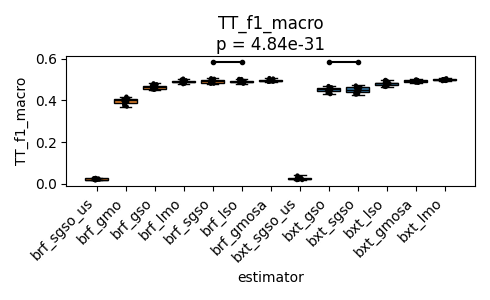 TT_f1_macro
p = 4.84e-31
TT_f1_macro
0.6
0.4
0.2
0.0
brf_sgso_us
brf_gmo
brf_gso
brf_lmo
brf_sgso
brf_lso
brf_gmosa
bxt_sgso_us
bxt_gso
bxt_sgso
bxt_lso
bxt_gmosa
bxt_lmo
estimator